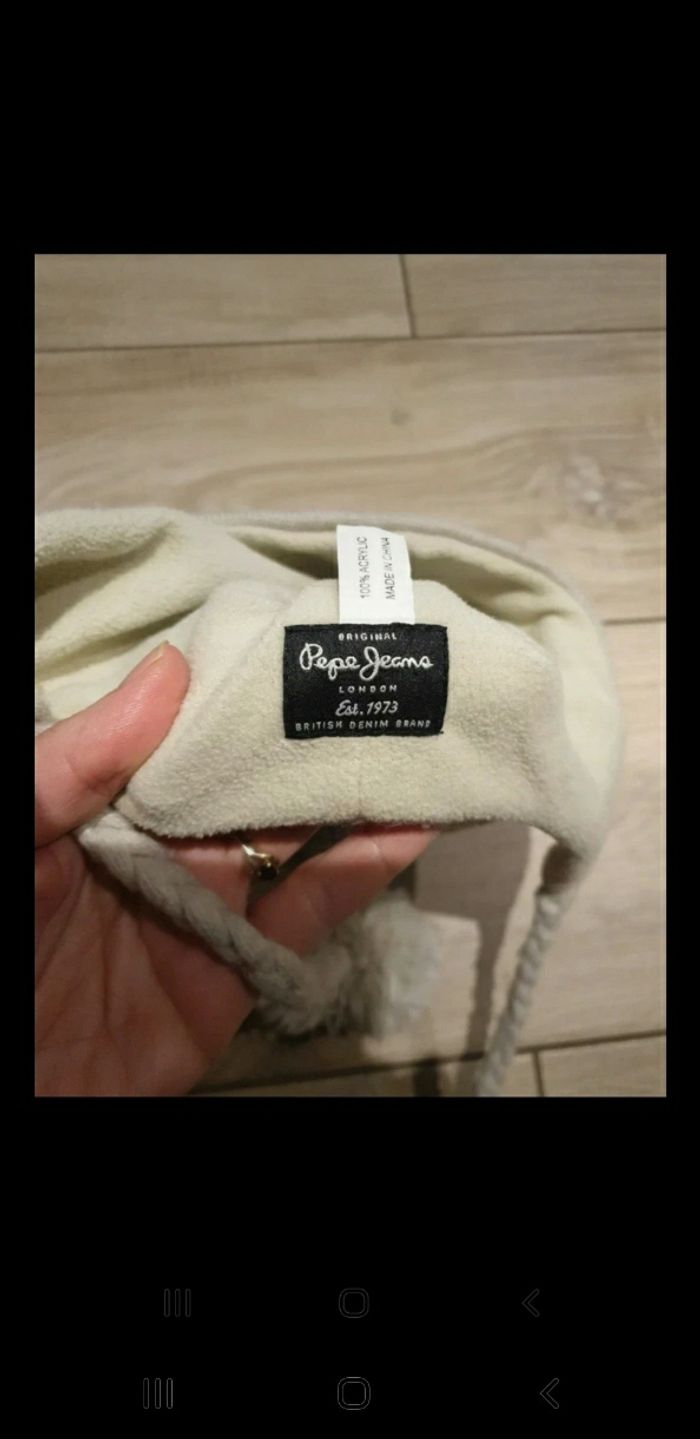 100% ACRYLIC
MADE IN CHINA
ORIGINAL
Pepe Jeans
LONDON
Est. 1973
BRITISH DENIM BRAND